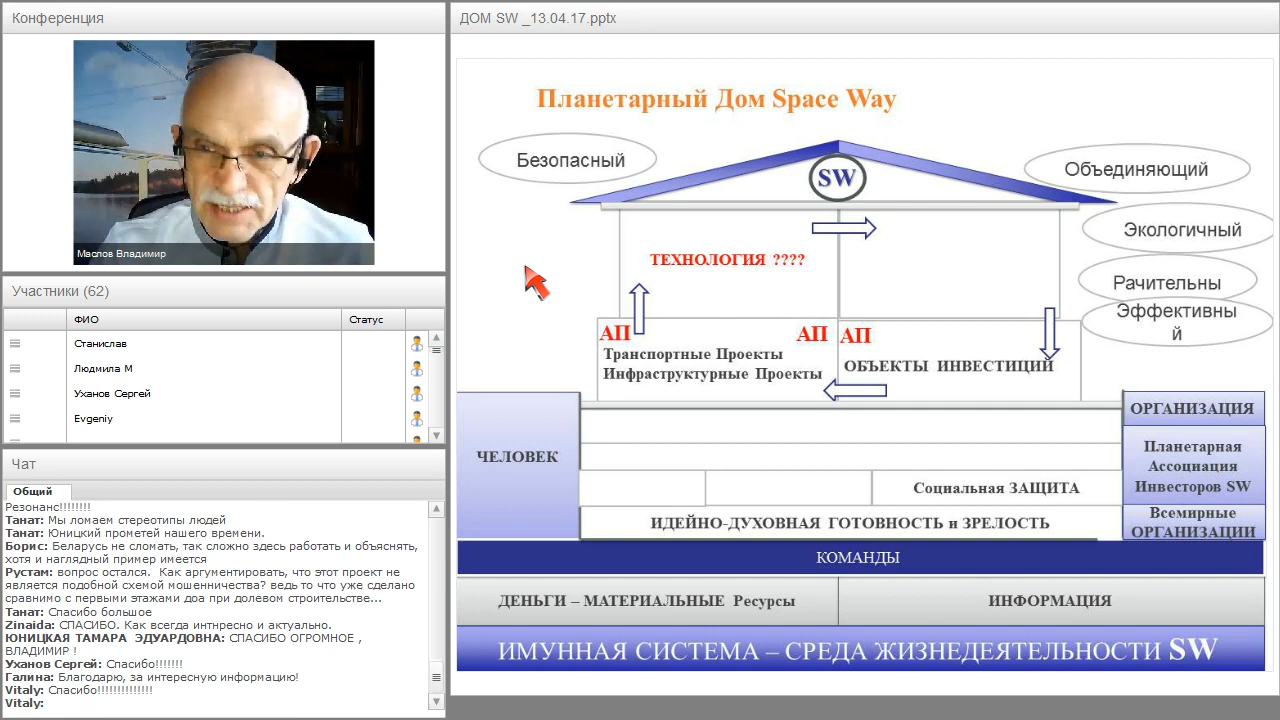 Конференция
Маслов Владимир
Участники (62)
ФИО
Статус
Станислав
Людмила М
Уханов Сергей
Evgeniy
Чат
Общий
Резонанс!!!!!!!!
Танат: Мы ломаем стереотипы людей
Танат: Юницкий прометей нашего времени.
Борис: Беларусь не сломать, так сложно здесь работать и объяснять,
хотя и наглядный пример имеется
Рустам: вопрос остался. Как аргументировать, что этот проект не
является подобной схемой мошенничества? ведь то что уже сделано
сравнимо с первыми этажами доа при долевом строительстве...
Танат: Спасибо большое
Zinaida: СПАСИБО. Как всегда интнресно и актуально.
ЮНИЦКАЯ ТАМАРА ЭДУАРДОВНА: СПАСИБО ОГРОМНОЕ ,
ВЛАДИМИР !
Уханов Сергей: Спасибо!!!!!!!
Галина: Благодарю, за интересную информацию!
Vitaly: Спасибо!!!!!!!!!!!!!!
Vitaly:
ДОМ SW _13.04.17.pptx
Планетарный Дом Space Way
Безопасный
SW
Объединяющий
Экологичный
Рачительны
Эффективны
й
ТЕХНОЛОГИЯ ????
АП
АП
АП
Транспортные Проекты
Инфраструктурные Проекты
ОБЪЕКТЫ ИНВЕСТИЦИЙ
ЧЕЛОВЕК
ОРГАНИЗАЦИЯ
Планетарная
Ассоциация
Инвесторов SW
Социальная ЗАЩИТА
ИДЕЙНО-ДУХОВНАЯ ГОТОВНОСТЬ и ЗРЕЛОСТЬ
Всемирные
ОРГАНИЗАЦИИ
КОМАНДЫ
ДЕНЬГИ – МАТЕРИАЛЬНЫЕ Ресурсы
ИНФОРМАЦИЯ
ИМУННАЯ СИСТЕМА – СРЕДА ЖИЗНЕДЕЯТЕЛЬНОСТИ SW